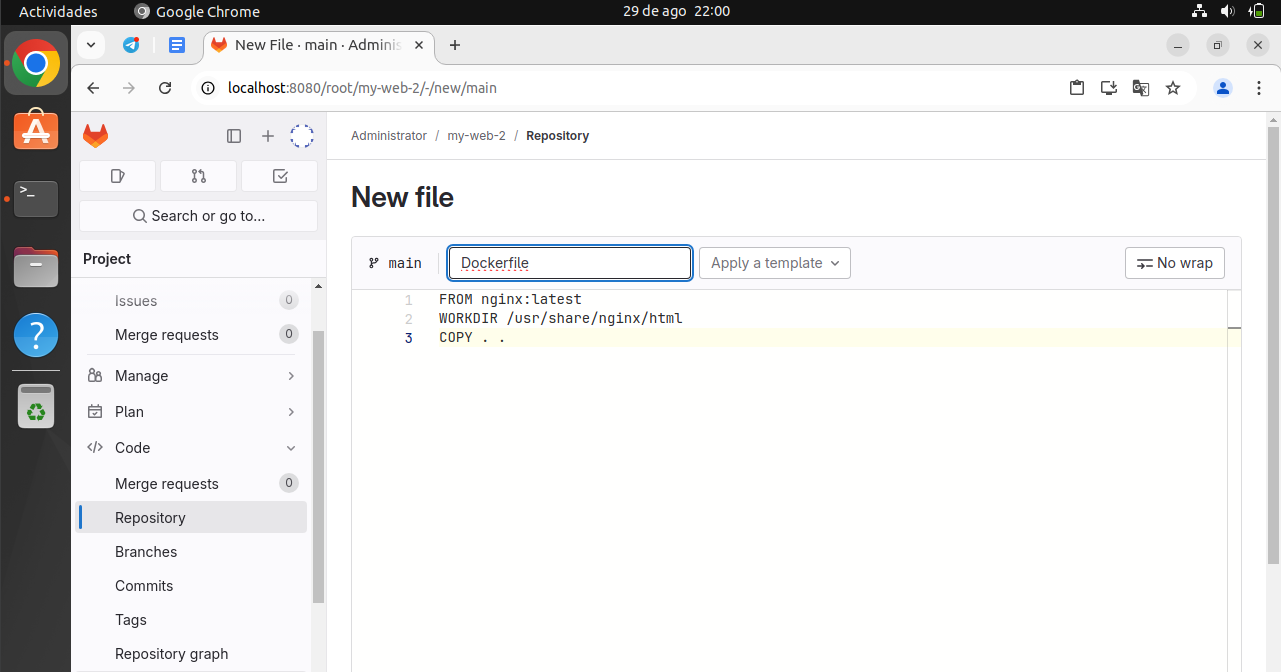 Actividades
Google Chrome
29 de ago 22:00
New File · main · Adminis
localhost:8080/root/my-web-2/-/new/main
Administrator / my-web-2 / Repository
Search or go to...
Project
Issues 0
Merge requests 0
Manage
Plan
Code
Merge requests 0
Repository
Branches
Commits
Tags
Repository graph
New file
main
Dockerfile
Apply a template
No wrap
1 FROM nginx:latest
2 WORKDIR /usr/share/nginx/html
3 COPY . .